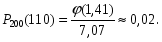 P₂₀₀(110) = φ(1,41)/7,07 ≈ 0,02.